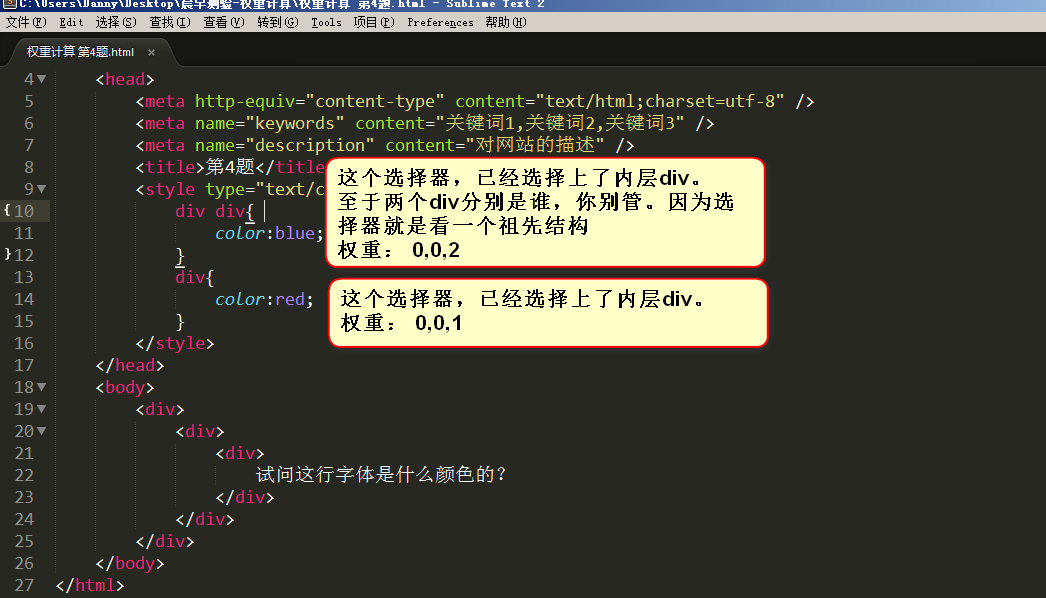 C:\Users\Danny\Desktop\晨早测验-权重计算\权重计算 第4题.html - Sublime Text 2
文件(F) Edit 选择(S) 查找(I) 查看(V) 转到(G) Tools 项目(P) Preferences 帮助(H)
权重计算 第4题.html ×
4 <head>
5 <meta http-equiv="content-type" content="text/html;charset=utf-8" />
6 <meta name="keywords" content="关键词1,关键词2,关键词3" />
7 <meta name="description" content="对网站的描述" />
8 <title>第4题</title
9 <style type="text/c
10 div div{
11 color:blue;
12 }
13 div{
14 color:red;
15 }
16 </style>
17 </head>
18 <body>
19 <div>
20 <div>
21 <div>
22 试问这行字体是什么颜色的?
23 </div>
24 </div>
25 </div>
26 </body>
27 </html>
这个选择器，已经选择上了内层div。
至于两个div分别是谁，你别管。因为选
择器就是看一个祖先结构
权重： 0,0,2
这个选择器，已经选择上了内层div。
权重： 0,0,1